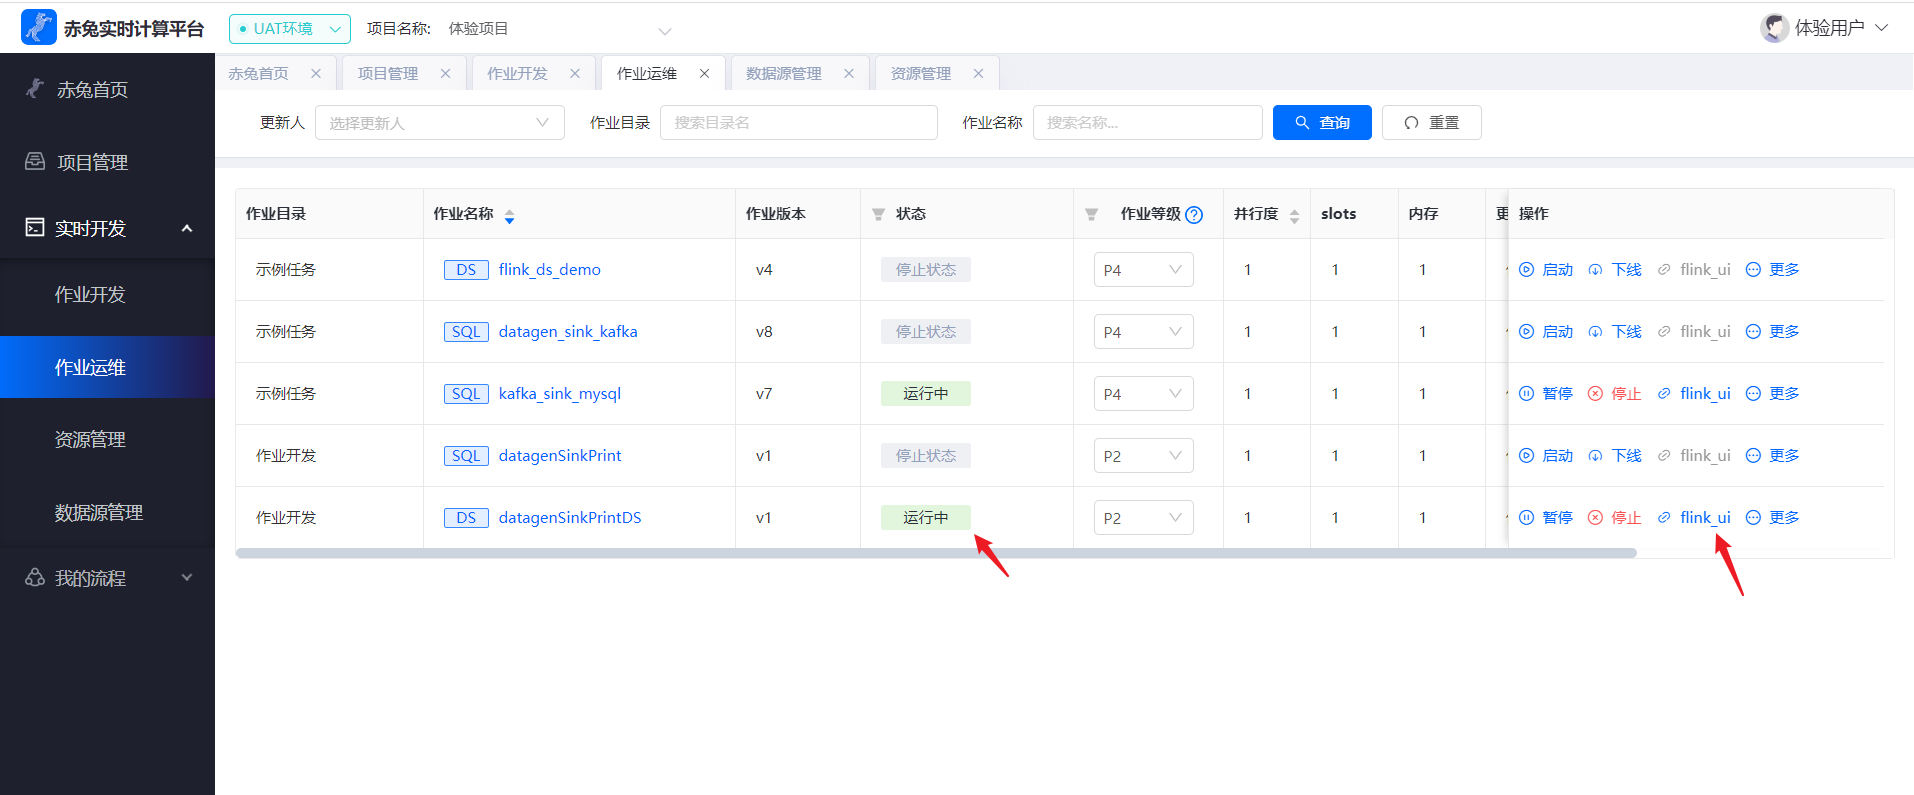 赤兔实时计算平台 UAT环境 项目名称: 体验项目 体验用户
赤兔首页 项目管理 作业开发 作业运维 数据源管理 资源管理
赤兔首页
项目管理
实时开发
作业开发
作业运维
资源管理
数据源管理
我的流程
更新人 选择更新人 作业目录 搜索目录名 作业名称 搜索名称... 查询 重置
作业目录 作业名称 作业版本 状态 作业等级 并行度 slots 内存 更 操作
示例任务 DS flink_ds_demo v4 停止状态 P4 1 1 1 启动 下线 flink_ui 更多
示例任务 SQL datagen_sink_kafka v8 停止状态 P4 1 1 1 启动 下线 flink_ui 更多
示例任务 SQL kafka_sink_mysql v7 运行中 P4 1 1 1 暂停 停止 flink_ui 更多
作业开发 SQL datagenSinkPrint v1 停止状态 P2 1 1 1 启动 下线 flink_ui 更多
作业开发 DS datagenSinkPrintDS v1 运行中 P2 1 1 1 暂停 停止 flink_ui 更多